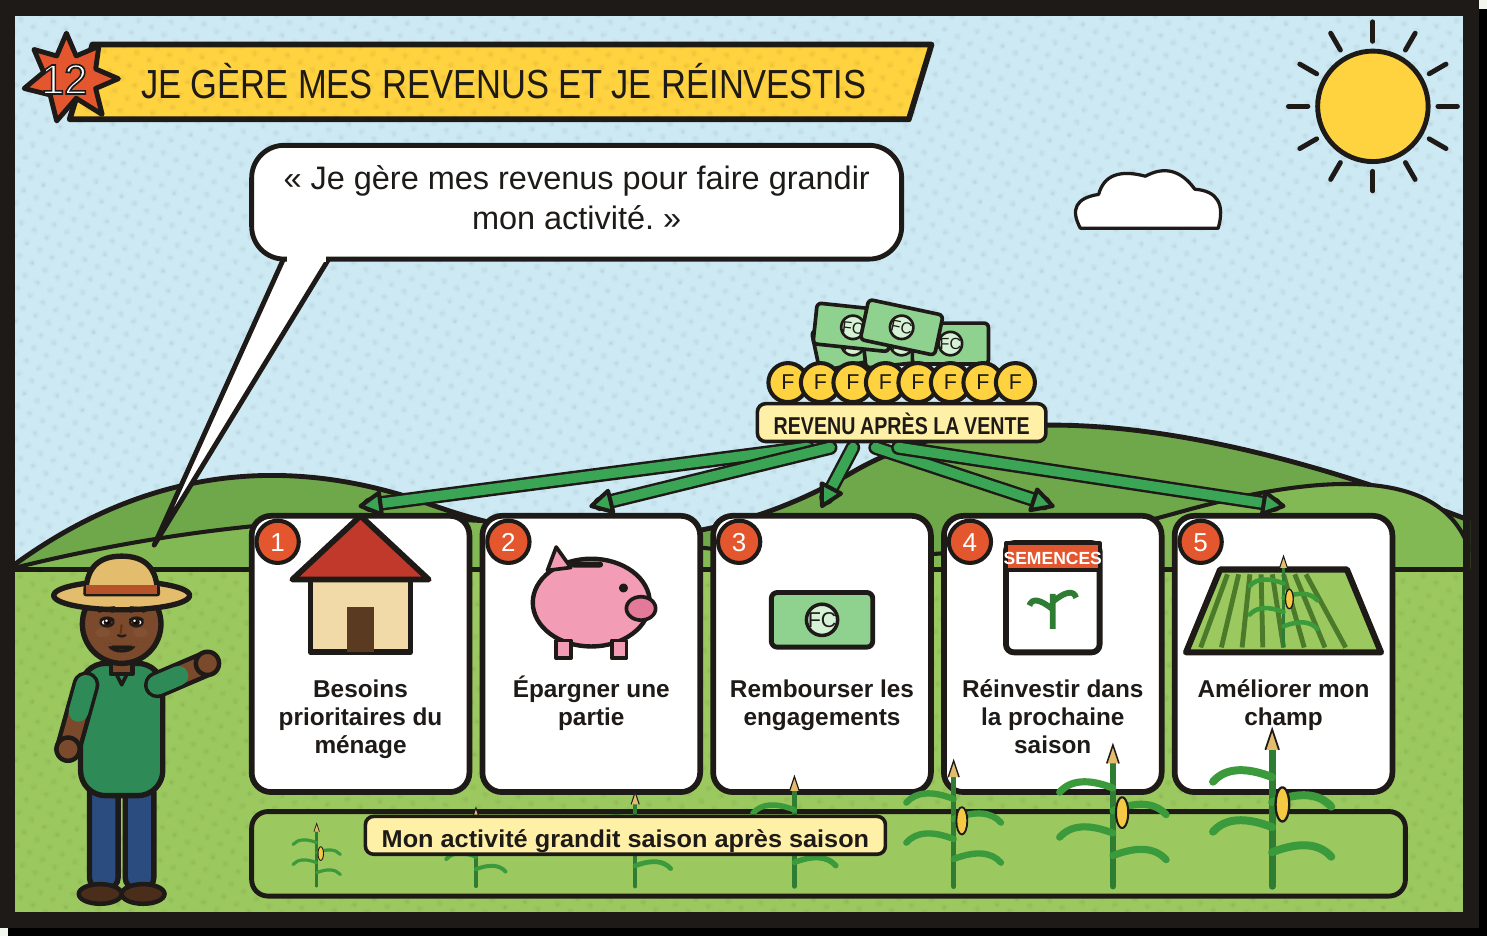 12
JE GÈRE MES REVENUS ET JE RÉINVESTIS
« Je gère mes revenus pour faire grandir
mon activité. »
FC FC FC
F F F F F F F F
REVENU APRÈS LA VENTE
1
Besoins
prioritaires du
ménage
2
Épargner une
partie
3
FC
Rembourser les
engagements
4
SEMENCES
Réinvestir dans
la prochaine
saison
5
Améliorer mon
champ
Mon activité grandit saison après saison